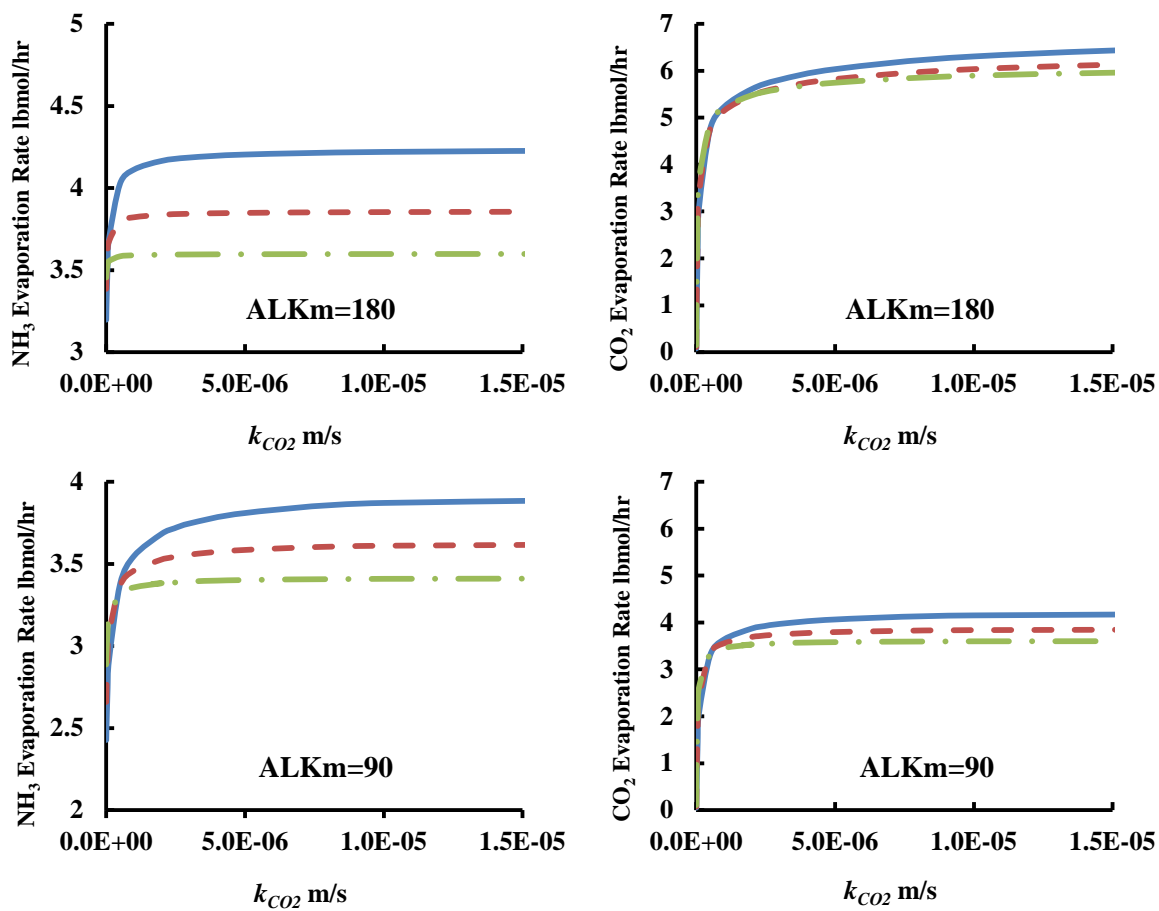 NH3 Evaporation Rate lbmol/hr
5
4.5
4
3.5
3
ALKm=180
0.0E+00 5.0E-06 1.0E-05 1.5E-05
kCO2 m/s
CO2 Evaporation Rate lbmol/hr
7
6
5
4
3
2
1
0
ALKm=180
0.0E+00 5.0E-06 1.0E-05 1.5E-05
kCO2 m/s
NH3 Evaporation Rate lbmol/hr
4
3.5
3
2.5
2
ALKm=90
0.0E+00 5.0E-06 1.0E-05 1.5E-05
kCO2 m/s
CO2 Evaporation Rate lbmol/hr
7
6
5
4
3
2
1
0
ALKm=90
0.0E+00 5.0E-06 1.0E-05 1.5E-05
kCO2 m/s